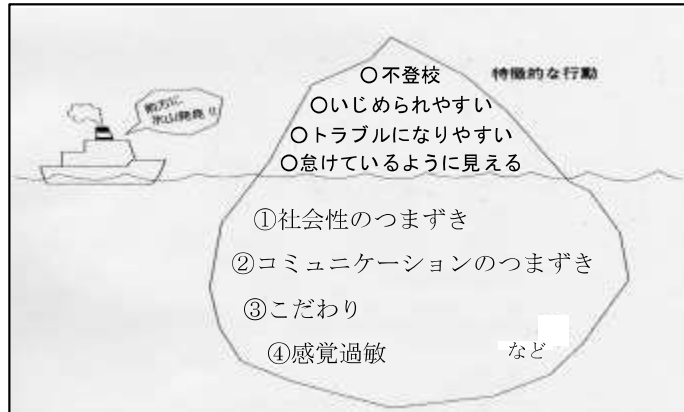 前方に
氷山発見!!
特徴的な行動
○不登校
○いじめられやすい
○トラブルになりやすい
○怠けているように見える
①社会性のつまずき
②コミュニケーションのつまずき
③こだわり
④感覚過敏
など